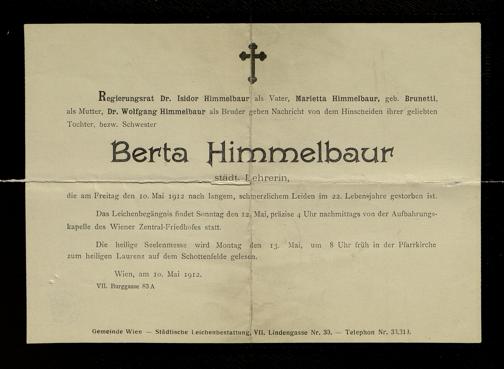 Regierungsrat Dr. Isidor Himmelbaur als Vater, Marietta Himmelbaur, geb. Brunetti,
als Mutter, Dr. Wolfgang Himmelbaur als Bruder geben Nachricht von dem Hinscheiden ihrer geliebten
Tochter, bezw. Schwester
Berta Himmelbaur
städt. Lehrerin,
die am Freitag den 10. Mai 1912 nach langem, schmerzlichem Leiden im 22. Lebensjahre gestorben ist.
Das Leichenbegängnis findet Sonntag den 12. Mai, präzise 4 Uhr nachmittags von der Aufbahrungs-
kapelle des Wiener Zentral-Friedhofes statt.
Die heilige Seelenmesse wird Montag den 13. Mai, um 8 Uhr früh in der Pfarrkirche
zum heiligen Laurenz auf dem Schottenfelde gelesen.
Wien, am 10. Mai 1912.
VII. Burggasse 83 A
Gemeinde Wien — Städtische Leichenbestattung, VII. Lindengasse Nr. 33. — Telephon Nr.